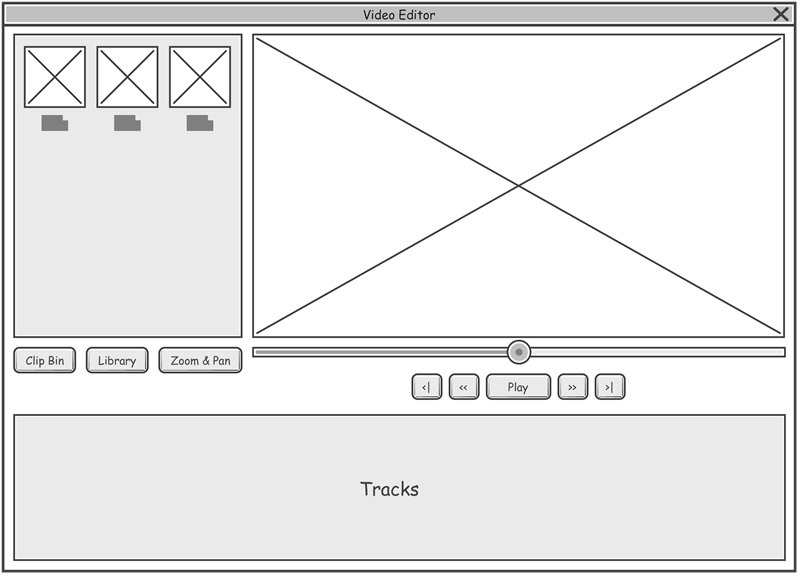 Video Editor
Clip Bin
Library
Zoom & Pan
<|
<<
Play
>>
>|
Tracks